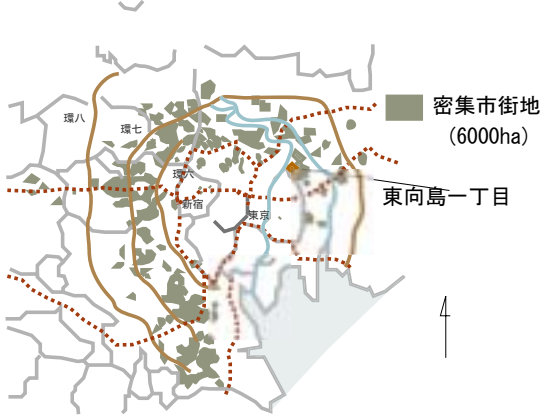 密集市街地
(6000ha)
環八
環七
環六
新宿
東京
東向島一丁目